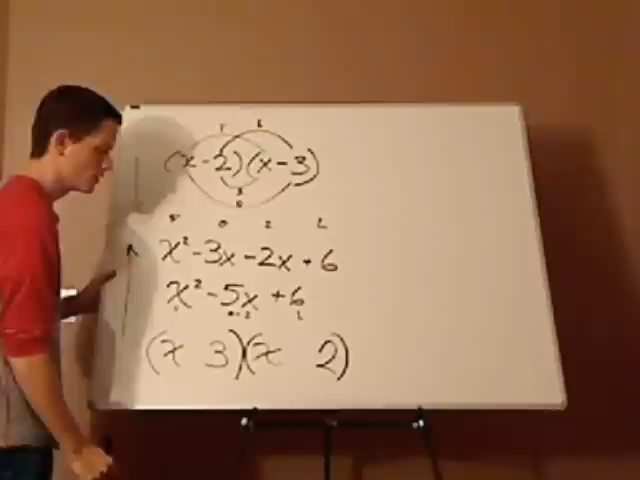 (x-2)(x-3)
x² -3x -2x +6
x² -5x +6
(x 3)(x 2)